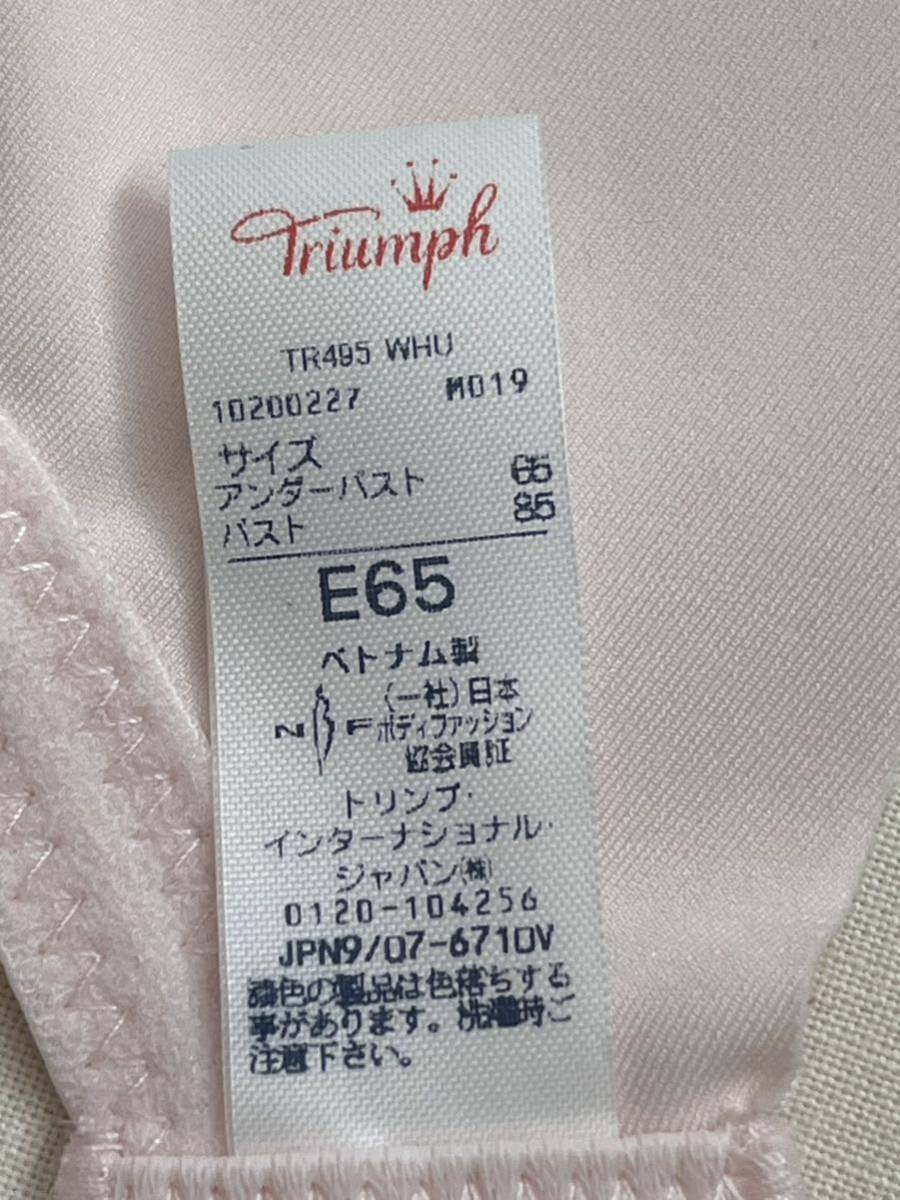 Triumph
TR495 WHU
10200227 M019
サイズ
アンダーバスト 65
バスト 85
E65
ベトナム製
N B F (一社)日本
ボディファッション
協会員証
トリンプ・
インターナショナル・
ジャパン(株)
0120-104256
JPN9/07-6710V
濃色の製品は色落ちする
事があります。洗濯時ご
注意下さい。